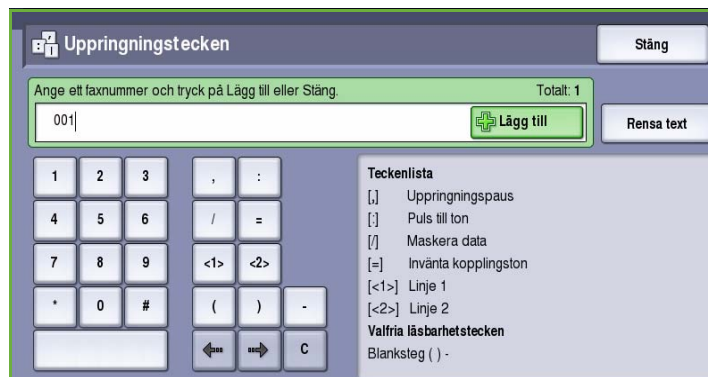 Uppringningstecken
Stäng
Ange ett faxnummer och tryck på Lägg till eller Stäng.
Totalt: 1
001
Lägg till
Rensa text
1 2 3 , :
4 5 6 / =
7 8 9 <1> <2>
* 0 # ( ) -
C
Teckenlista
[,] Uppringningspaus
[:] Puls till ton
[/] Maskera data
[=] Invänta kopplingston
[<1>] Linje 1
[<2>] Linje 2
Valfria läsbarhetstecken
Blanksteg ( ) -